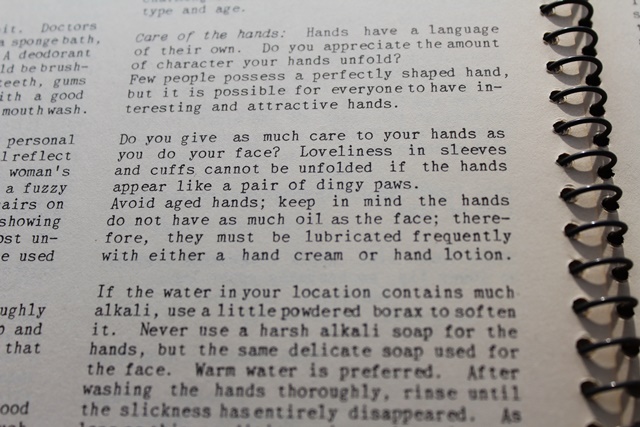 it. Doctors
a sponge bath,
A deodorant
ld be brush-
teeth, gums
ith a good
mouthwash.
personal
l reflect
woman's
a fuzzy
airs on
showing
ost un-
e used
ughly
p and
that
ood
type and age.
Care of the hands: Hands have a language
of their own. Do you appreciate the amount
of character your hands unfold?
Few people possess a perfectly shaped hand,
but it is possible for everyone to have in-
teresting and attractive hands.
Do you give as much care to your hands as
you do your face? Loveliness in sleeves
and cuffs cannot be unfolded if the hands
appear like a pair of dingy paws.
Avoid aged hands; keep in mind the hands
do not have as much oil as the face; there-
fore, they must be lubricated frequently
with either a hand cream or hand lotion.
If the water in your location contains much
alkali, use a little powdered borax to soften
it. Never use a harsh alkali soap for the
hands, but the same delicate soap used for
the face. Warm water is preferred. After
washing the hands thoroughly, rinse until
the slickness has entirely disappeared. As